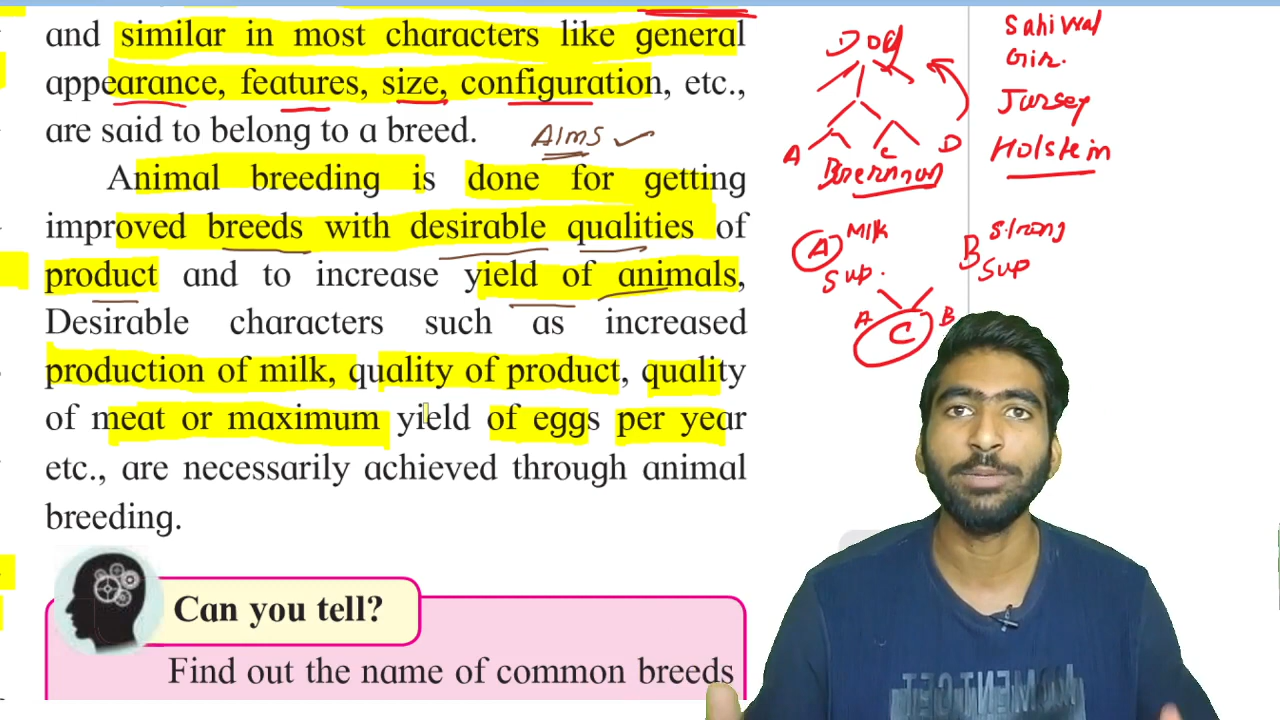 and similar in most characters like general
appearance, features, size, configuration, etc.,
are said to belong to a breed.
AIMS
Animal breeding is done for getting
improved breeds with desirable qualities of
product and to increase yield of animals,
Desirable characters such as increased
production of milk, quality of product, quality
of meat or maximum yield of eggs per year
etc., are necessarily achieved through animal
breeding.
Can you tell?
Find out the name of common breeds
Dog
A
C
D
Sahiwal
Gir.
Jursey
Holstein
A Milk
Sup.
B Strong
Sup
A
B
C